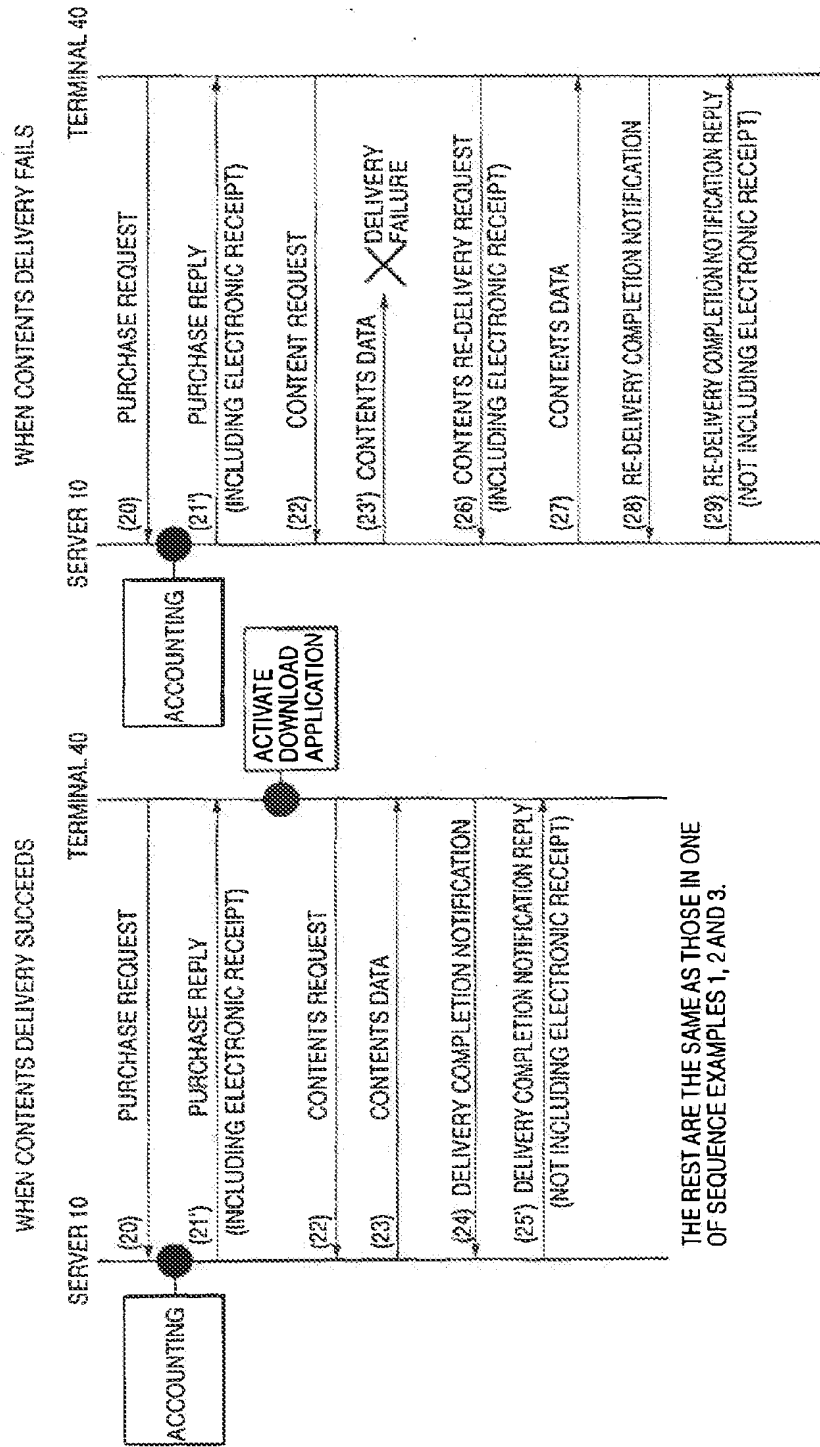 WHEN CONTENTS DELIVERY SUCCEEDS
SERVER 10
TERMINAL 40
ACCOUNTING
(20) PURCHASE REQUEST
(21') PURCHASE REPLY
(INCLUDING ELECTRONIC RECEIPT)
ACTIVATE
DOWNLOAD
APPLICATION
(22) CONTENTS REQUEST
(23) CONTENTS DATA
(24) DELIVERY COMPLETION NOTIFICATION
(25') DELIVERY COMPLETION NOTIFICATION REPLY
(NOT INCLUDING ELECTRONIC RECEIPT)
THE REST ARE THE SAME AS THOSE IN ONE
OF SEQUENCE EXAMPLES 1, 2 AND 3.
WHEN CONTENTS DELIVERY FAILS
SERVER 10
TERMINAL 40
ACCOUNTING
(20) PURCHASE REQUEST
(21') PURCHASE REPLY
(INCLUDING ELECTRONIC RECEIPT)
(22) CONTENT REQUEST
(23') CONTENTS DATA
DELIVERY
FAILURE
(26) CONTENTS RE-DELIVERY REQUEST
(INCLUDING ELECTRONIC RECEIPT)
(27) CONTENTS DATA
(28) RE-DELIVERY COMPLETION NOTIFICATION
(29) RE-DELIVERY COMPLETION NOTIFICATION REPLY
(NOT INCLUDING ELECTRONIC RECEIPT)